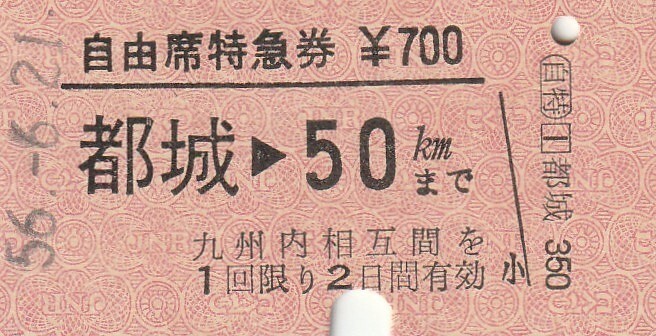 56.-6.21.
自由席特急券 ¥700
都城▶50kmまで
九州内相互間を
1回限り2日間有効
小
自特 1 都城 350